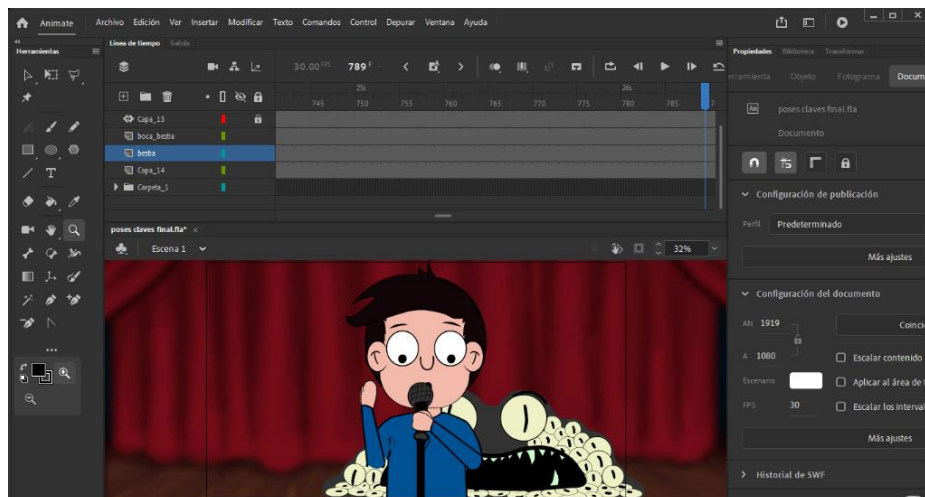 Animate Archivo Edición Ver Insertar Modificar Texto Comandos Control Depurar Ventana Ayuda
Herramientas
Línea de tiempo Salida
30.00 FPS 789 F
25s 26s
745 750 755 760 765 770 775 780 785 7
Capa_13
boca_bestia
bestia
Capa_14
Carpeta_1
poses claves final.fla* ×
Escena 1 32%
Propiedades Biblioteca Transformar
erramienta Objeto Fotograma Docum
poses claves final.fla
Documento
Configuración de publicación
Perfil Predeterminado
Más ajustes
Configuración del documento
AN 1919 Coinci
A 1080 Escalar contenido
Escenario Aplicar al área de
FPS 30 Escalar los interval
Más ajustes
Historial de SWF